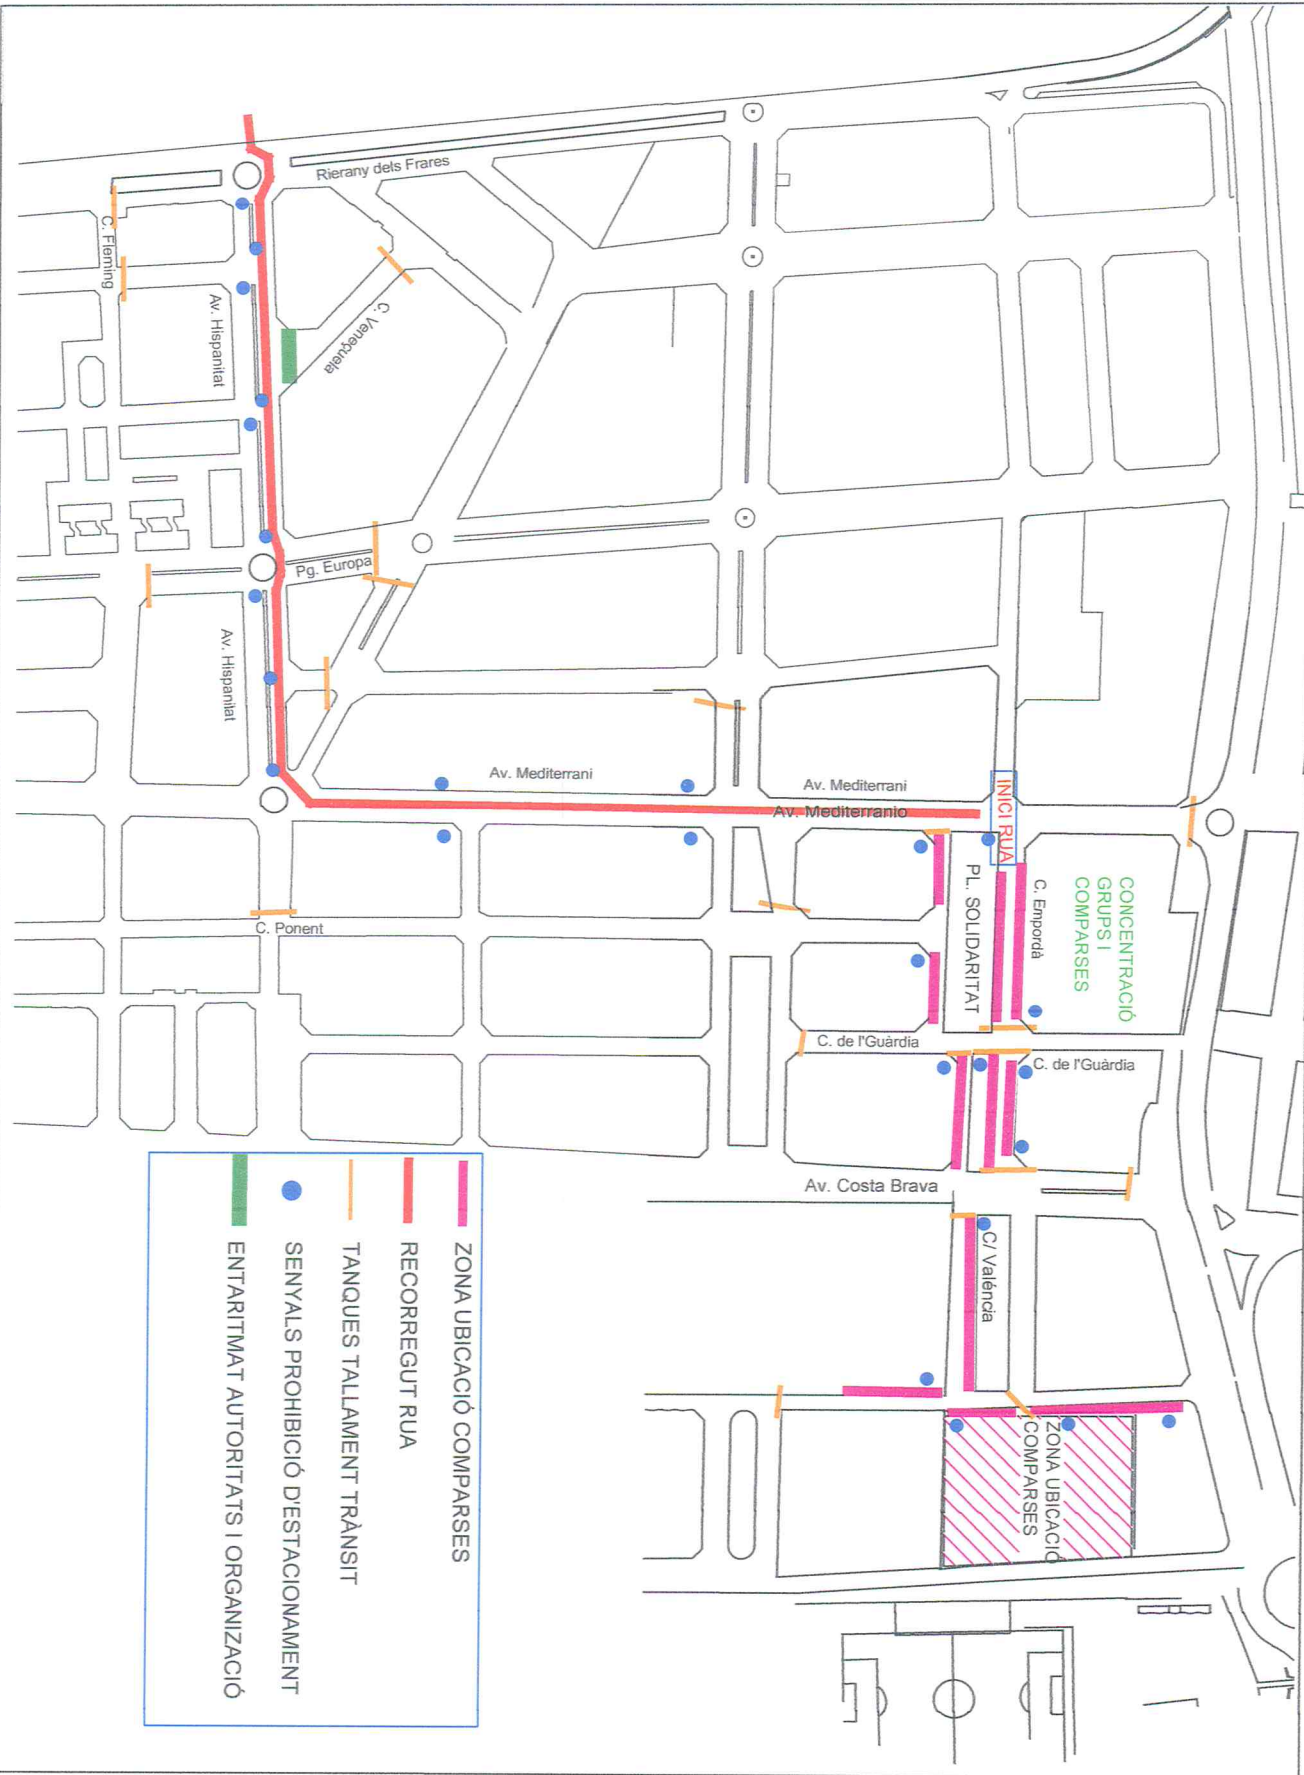 Rierany dels Frares
C. Fleming
Av. Hispanitat
C. Veneçuela
Pg. Europa
Av. Hispanitat
Av. Mediterrani
Av. Mediterrani
Av. Mediterranio
INICI RUA
PL. SOLIDARITAT
C. Empordà
CONCENTRACIÓ
GRUPS I
COMPARSES
C. Ponent
C. de l'Guàrdia
C. de l'Guàrdia
Av. Costa Brava
C/ Valéncia
ZONA UBICACIÓ
COMPARSES
ZONA UBICACIÓ COMPARSES
RECORREGUT RUA
TANQUES TALLAMENT TRÀNSIT
SENYALS PROHIBICIÓ D'ESTACIONAMENT
ENTARITMAT AUTORITATS I ORGANIZACIÓ